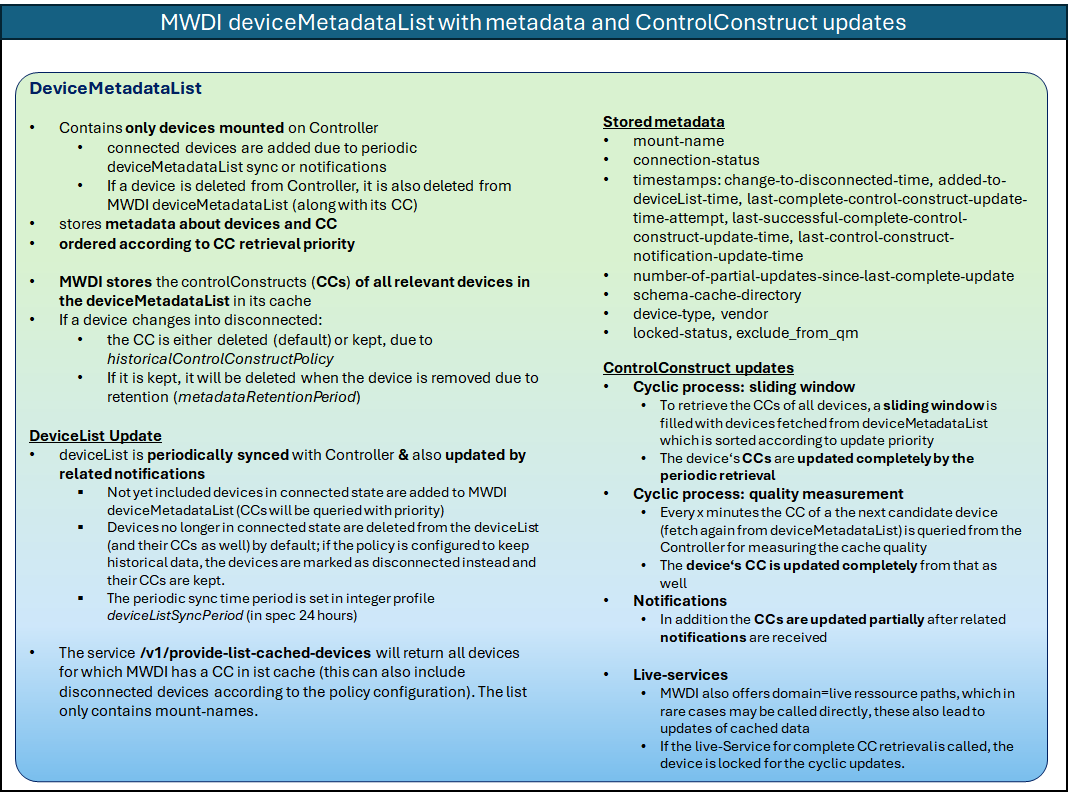 MWDI deviceMetadataList with metadata and ControlConstruct updates
DeviceMetadataList
• Contains only devices mounted on Controller
• connected devices are added due to periodic
deviceMetadataList sync or notifications
• If a device is deleted from Controller, it is also deleted from
MWDI deviceMetadataList (along with its CC)
• stores metadata about devices and CC
• ordered according to CC retrieval priority
• MWDI stores the controlConstructs (CCs) of all relevant devices in
the deviceMetadataList in its cache
• If a device changes into disconnected:
• the CC is either deleted (default) or kept, due to
historicalControlConstructPolicy
• If it is kept, it will be deleted when the device is removed due to
retention (metadataRetentionPeriod)
DeviceList Update
• deviceList is periodically synced with Controller & also updated by
related notifications
▪ Not yet included devices in connected state are added to MWDI
deviceMetadataList (CCs will be queried with priority)
▪ Devices no longer in connected state are deleted from the deviceList
(and their CCs as well) by default; if the policy is configured to keep
historical data, the devices are marked as disconnected instead and
their CCs are kept.
▪ The periodic sync time period is set in integer profile
deviceListSyncPeriod (in spec 24 hours)
• The service /v1/provide-list-cached-devices will return all devices
for which MWDI has a CC in ist cache (this can also include
disconnected devices according to the policy configuration). The list
only contains mount-names.
Stored metadata
• mount-name
• connection-status
• timestamps: change-to-disconnected-time, added-to-
deviceList-time, last-complete-control-construct-update-
time-attempt, last-successful-complete-control-
construct-update-time, last-control-construct-
notification-update-time
• number-of-partial-updates-since-last-complete-update
• schema-cache-directory
• device-type, vendor
• locked-status, exclude_from_qm
ControlConstruct updates
• Cyclic process: sliding window
• To retrieve the CCs of all devices, a sliding window is
filled with devices fetched from deviceMetadataList
which is sorted according to update priority
• The device‘s CCs are updated completely by the
periodic retrieval
• Cyclic process: quality measurement
• Every x minutes the CC of a the next candidate device
(fetch again from deviceMetadataList) is queried from the
Controller for measuring the cache quality
• The device‘s CC is updated completely from that as
well
• Notifications
• In addition the CCs are updated partially after related
notifications are received
• Live-services
• MWDI also offers domain=live ressource paths, which in
rare cases may be called directly, these also lead to
updates of cached data
• If the live-Service for complete CC retrieval is called, the
device is locked for the cyclic updates.